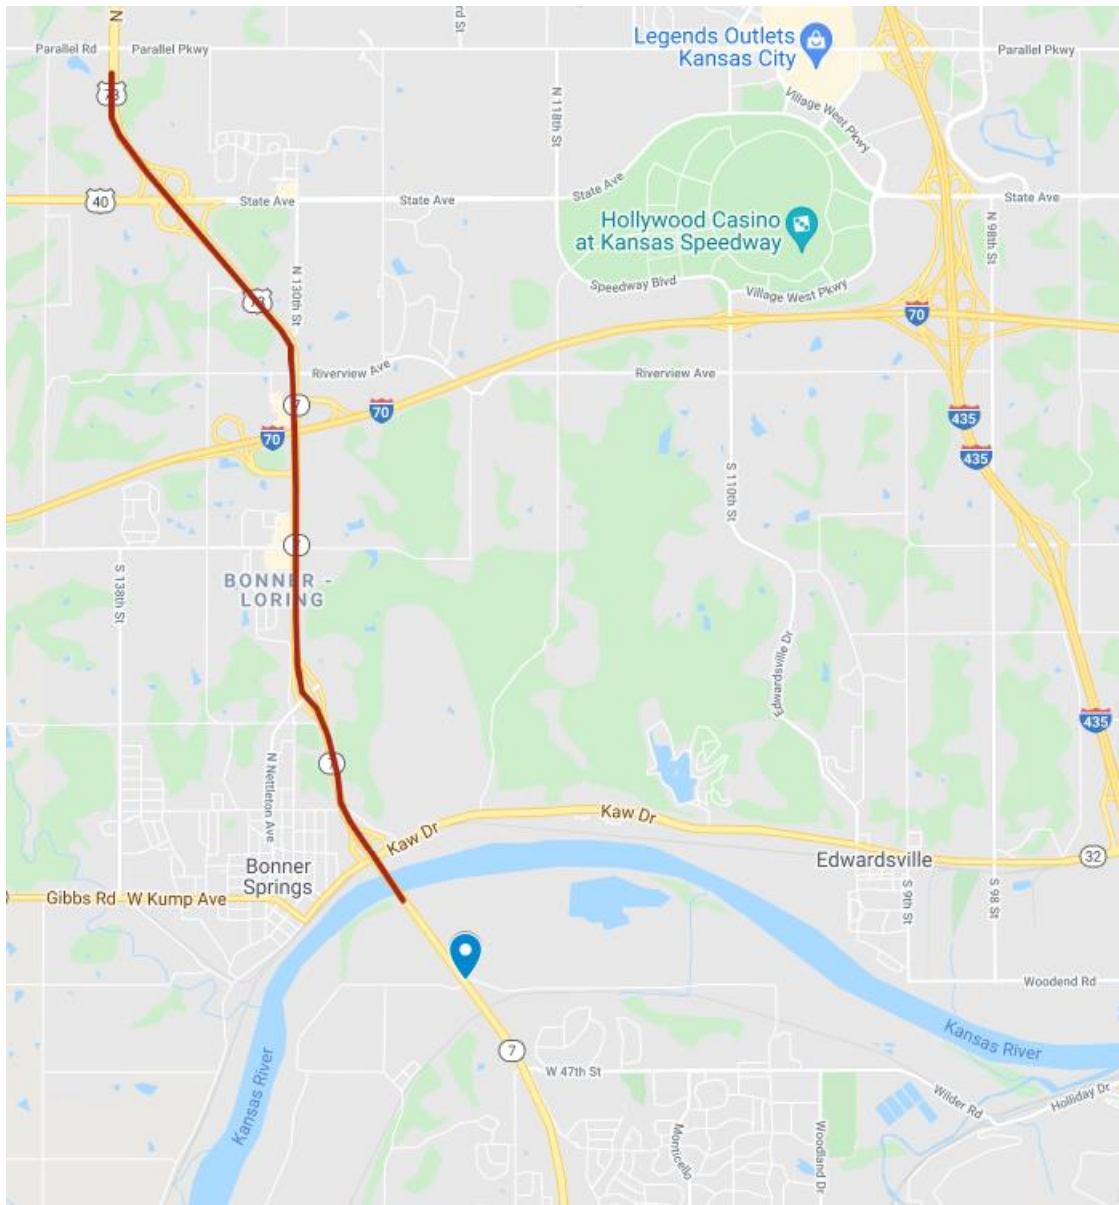 N
rd St
Parallel Rd
Parallel Pkwy
Legends Outlets
Kansas City
Parallel Pkwy
73
N 118th St
Village West Pkwy
40
State Ave
State Ave
State Ave
State Ave
Hollywood Casino
at Kansas Speedway
N 98th St
N 130th St
Speedway Blvd
Village West Pkwy
73
70
Riverview Ave
Riverview Ave
7
70
70
435
435
S 110th St
S 138th St
BONNER -
LORING
Edwardsville Dr
435
7
N Nettleton Ave
Kaw Dr
Kaw Dr
Bonner
Springs
Edwardsville
32
Gibbs Rd
W Kump Ave
S 9th St
S 98 St
Woodend Rd
Kansas River
Kansas River
7
W 47th St
Wilder Rd
Holliday Dr
Monticello
Woodland Dr